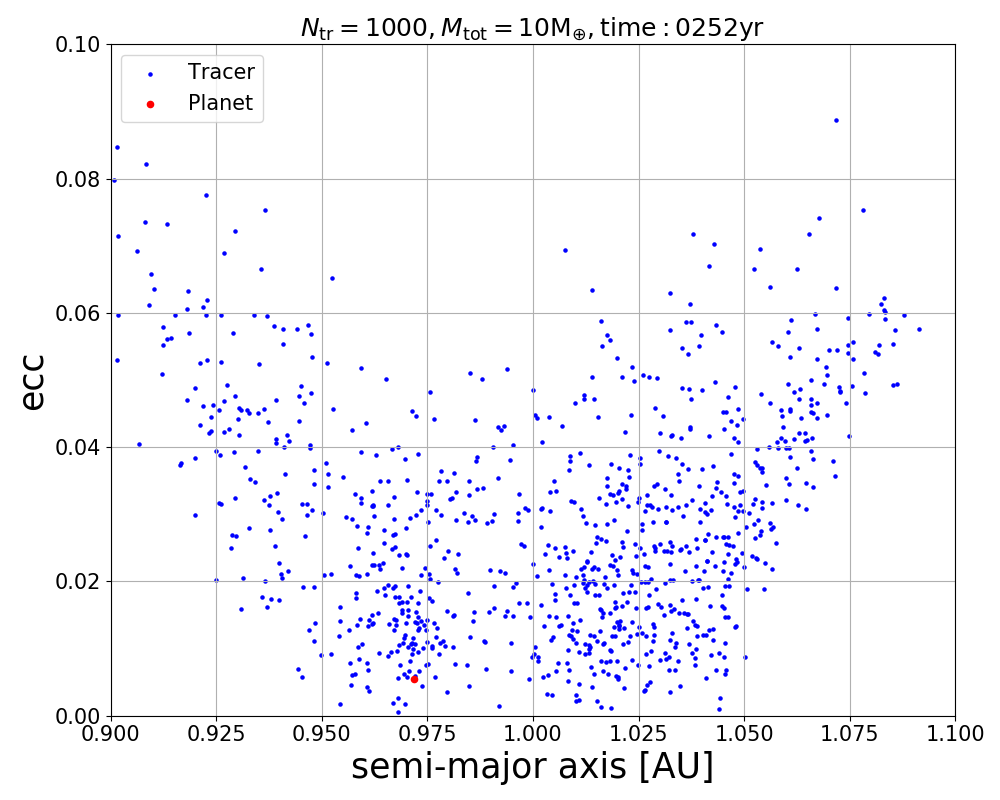 N_tr = 1000, M_tot = 10M_⊕, time : 0252yr
0.10
Tracer
Planet
0.08
0.06
ecc
0.04
0.02
0.00
0.900 0.925 0.950 0.975 1.000 1.025 1.050 1.075 1.100
semi-major axis [AU]